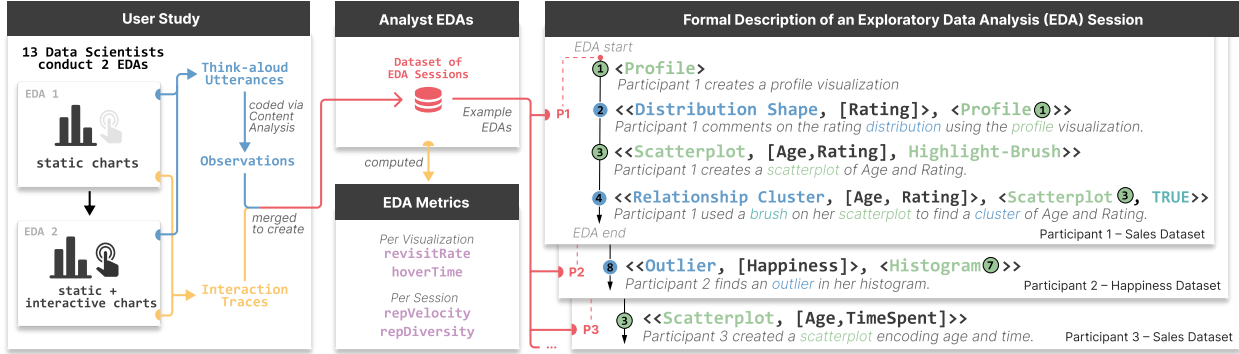 User Study
13 Data Scientists
conduct 2 EDAs
EDA 1
static charts
EDA 2
static +
interactive charts
Think-aloud
Utterances
coded via
Content
Analysis
Observations
merged
to create
Interaction
Traces
Analyst EDAs
Dataset of
EDA Sessions
Example
EDAs
computed
EDA Metrics
Per Visualization
revisitRate
hoverTime
Per Session
repVelocity
repDiversity
P1
P2
P3
...
Formal Description of an Exploratory Data Analysis (EDA) Session
EDA start
1 <Profile>
Participant 1 creates a profile visualization
2 <<Distribution Shape, [Rating]>, <Profile 1>>
Participant 1 comments on the rating distribution using the profile visualization.
3 <<Scatterplot, [Age,Rating], Highlight-Brush>>
Participant 1 creates a scatterplot of Age and Rating.
4 <<Relationship Cluster, [Age, Rating]>, <Scatterplot 3, TRUE>>
Participant 1 used a brush on her scatterplot to find a cluster of Age and Rating.
EDA end
Participant 1 – Sales Dataset
8 <<Outlier, [Happiness]>, <Histogram 7>>
Participant 2 finds an outlier in her histogram.
Participant 2 – Happiness Dataset
3 <<Scatterplot, [Age,TimeSpent]>>
Participant 3 created a scatterplot encoding age and time.
Participant 3 – Sales Dataset